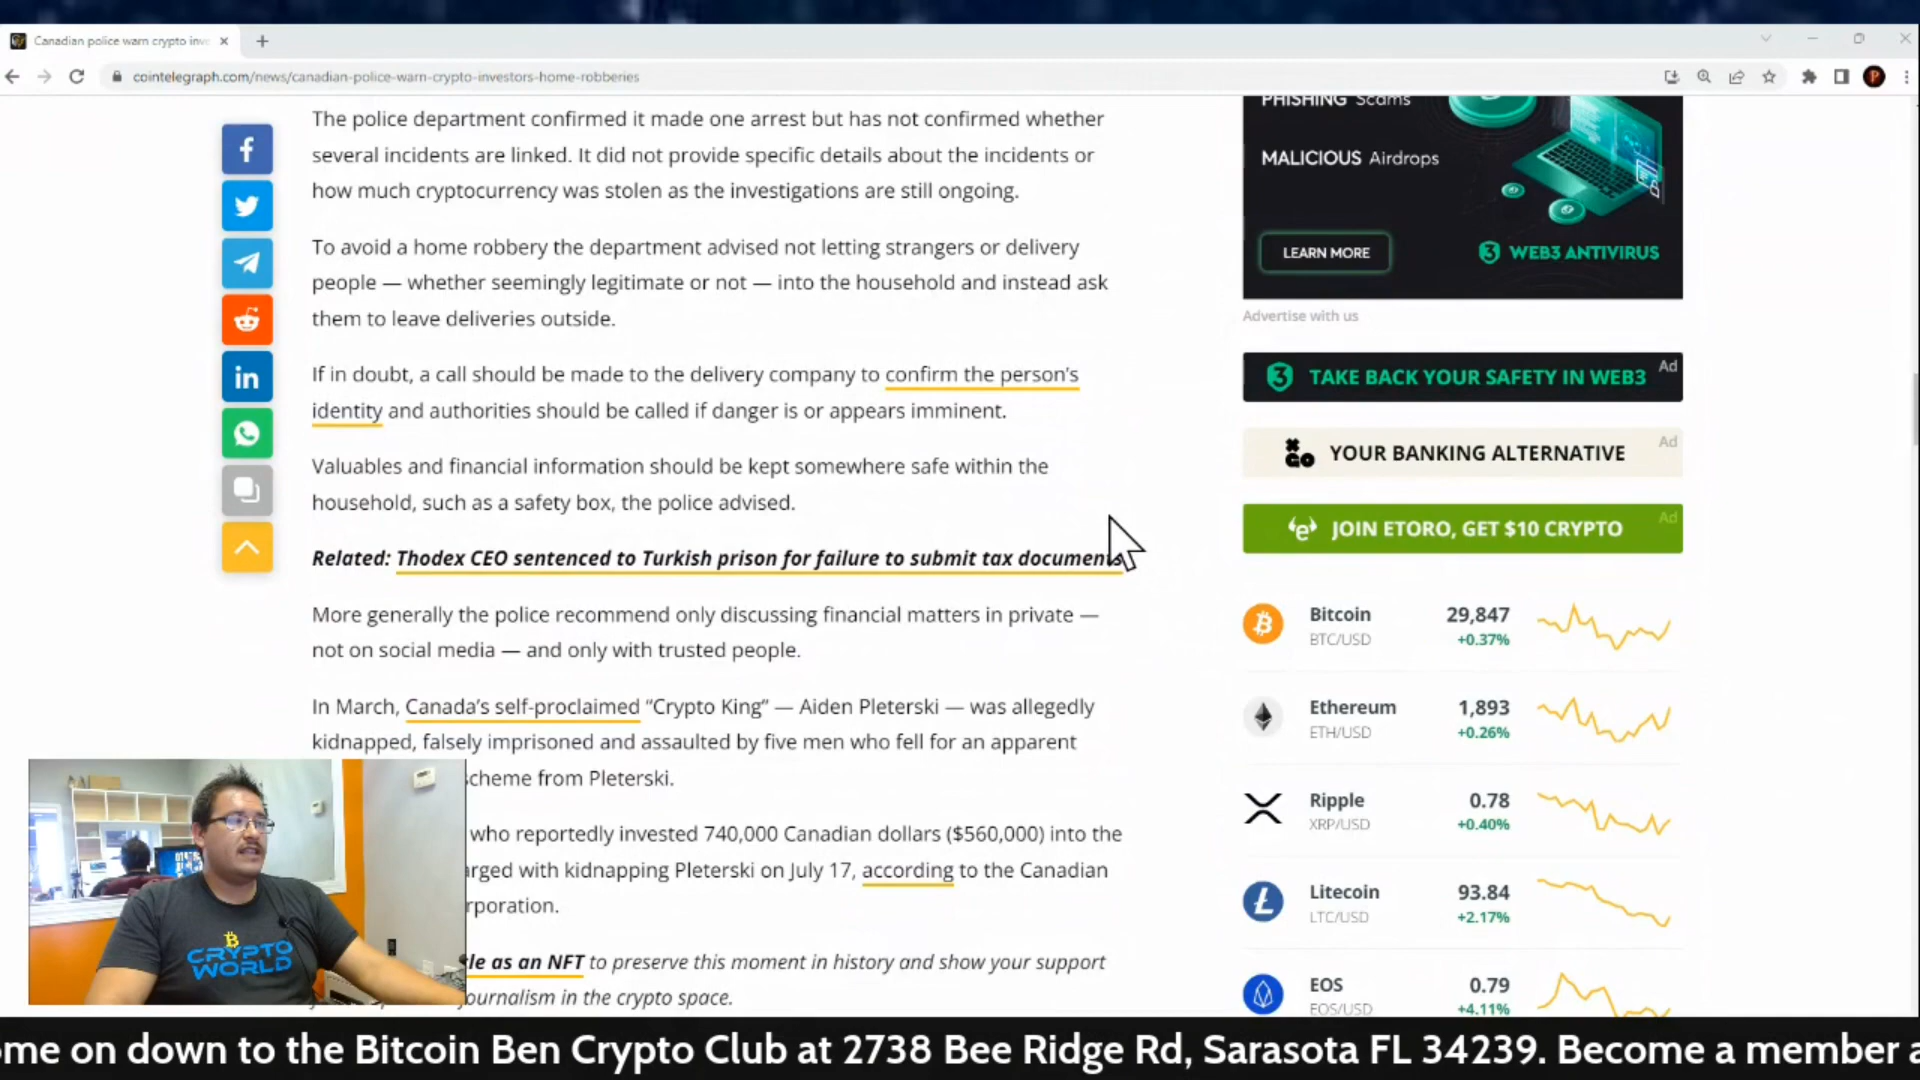 Canadian police warn crypto inve
cointelegraph.com/news/canadian-police-warn-crypto-investors-home-robberies
P
The police department confirmed it made one arrest but has not confirmed whether
several incidents are linked. It did not provide specific details about the incidents or
how much cryptocurrency was stolen as the investigations are still ongoing.
To avoid a home robbery the department advised not letting strangers or delivery
people — whether seemingly legitimate or not — into the household and instead ask
them to leave deliveries outside.
If in doubt, a call should be made to the delivery company to confirm the person's
identity and authorities should be called if danger is or appears imminent.
Valuables and financial information should be kept somewhere safe within the
household, such as a safety box, the police advised.
Related: Thodex CEO sentenced to Turkish prison for failure to submit tax documents
More generally the police recommend only discussing financial matters in private —
not on social media — and only with trusted people.
In March, Canada's self-proclaimed "Crypto King" — Aiden Pleterski — was allegedly
kidnapped, falsely imprisoned and assaulted by five men who fell for an apparent
scheme from Pleterski.
who reportedly invested 740,000 Canadian dollars ($560,000) into the
rged with kidnapping Pleterski on July 17, according to the Canadian
rporation.
le as an NFT to preserve this moment in history and show your support
journalism in the crypto space.
PHISHING Scams
MALICIOUS Airdrops
LEARN MORE
WEB3 ANTIVIRUS
Advertise with us
TAKE BACK YOUR SAFETY IN WEB3
Ad
YOUR BANKING ALTERNATIVE
Ad
JOIN ETORO, GET $10 CRYPTO
Ad
Bitcoin 29,847
BTC/USD +0.37%
Ethereum 1,893
ETH/USD +0.26%
Ripple 0.78
XRP/USD +0.40%
Litecoin 93.84
LTC/USD +2.17%
EOS 0.79
EOS/USD +4.11%
CRYPTO
WORLD
ome on down to the Bitcoin Ben Crypto Club at 2738 Bee Ridge Rd, Sarasota FL 34239. Become a member a